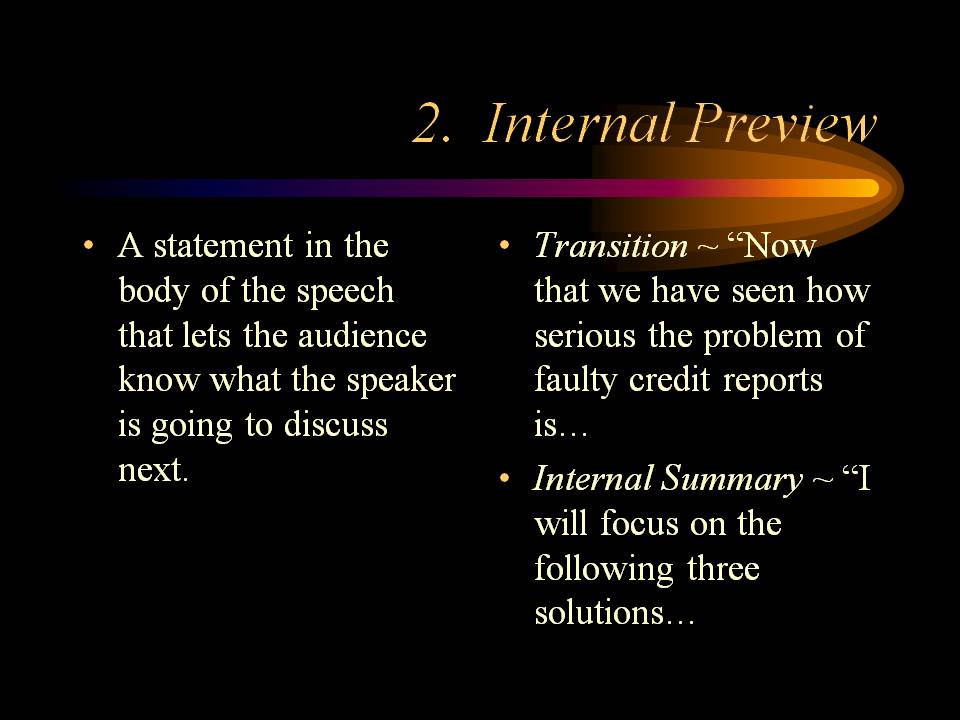 2. Internal Preview
• A statement in the
body of the speech
that lets the audience
know what the speaker
is going to discuss
next.
• Transition ~ “Now
that we have seen how
serious the problem of
faulty credit reports
is…
• Internal Summary ~ “I
will focus on the
following three
solutions…